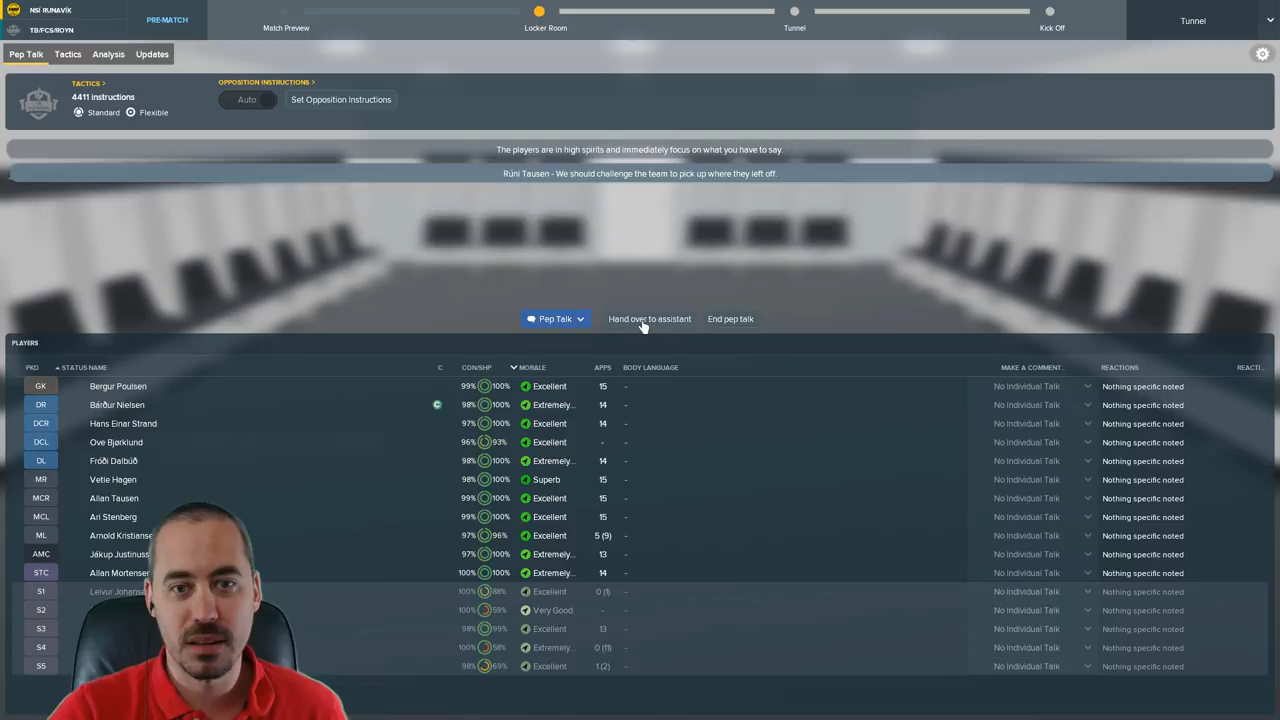 NSÍ RUNAVÍK
TB/FCS/ROYN
PRE-MATCH
Match Preview
Locker Room
Tunnel
Kick Off
Tunnel
Pep Talk Tactics Analysis Updates
TACTICS >
4411 instructions
Standard Flexible
OPPOSITION INSTRUCTIONS >
Auto Set Opposition Instructions
The players are in high spirits and immediately focus on what you have to say.
Rúni Tausen - We should challenge the team to pick up where they left off.
Pep Talk Hand over to assistant End pep talk
PLAYERS
PKD STATUS NAME C CON/SHP MORALE APPS BODY LANGUAGE MAKE A COMMENT... REACTIONS REACTI...
GK Bergur Poulsen 99% 100% Excellent 15 - No Individual Talk Nothing specific noted
DR Bárður Nielsen C 98% 100% Extremely... 14 - No Individual Talk Nothing specific noted
DCR Hans Einar Strand 97% 100% Excellent 14 - No Individual Talk Nothing specific noted
DCL Ove Bjørklund 96% 93% Excellent - - No Individual Talk Nothing specific noted
DL Fróði Dalbúð 98% 100% Extremely... 14 - No Individual Talk Nothing specific noted
MR Vetle Hagen 98% 100% Superb 15 - No Individual Talk Nothing specific noted
MCR Allan Tausen 99% 100% Excellent 15 - No Individual Talk Nothing specific noted
MCL Ari Stenberg 99% 100% Excellent 15 - No Individual Talk Nothing specific noted
ML Arnold Kristianse 97% 96% Excellent 5 (9) - No Individual Talk Nothing specific noted
AMC Jákup Justinuss 97% 100% Extremely... 13 - No Individual Talk Nothing specific noted
STC Allan Mortensen 100% 100% Extremely... 14 - No Individual Talk Nothing specific noted
S1 Leivur Johanse 100% 88% Excellent 0 (1) No Individual Talk Nothing specific noted
S2 100% 59% Very Good - No Individual Talk Nothing specific noted
S3 98% 99% Excellent 13 No Individual Talk Nothing specific noted
S4 100% 58% Extremely... 0 (11) No Individual Talk Nothing specific noted
S5 98% 69% Excellent 1 (2) No Individual Talk Nothing specific noted